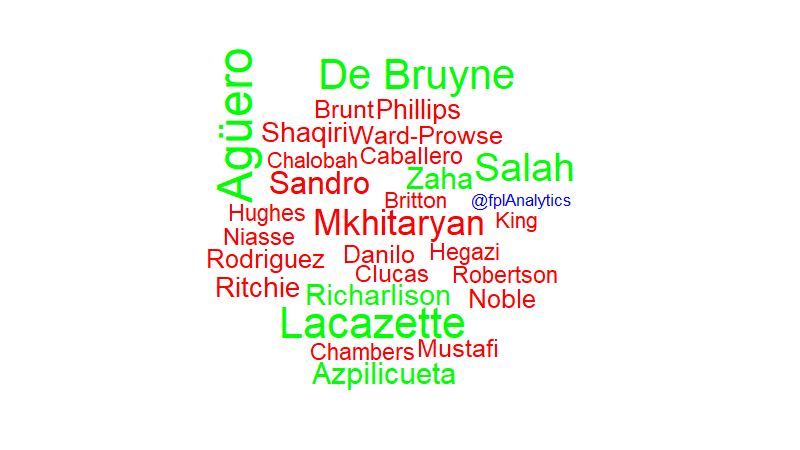 Agüero
De Bruyne
Brunt Phillips
Shaqiri Ward-Prowse
Chalobah Caballero
Sandro Zaha Salah
Britton @fplAnalytics
Hughes Mkhitaryan King
Niasse
Rodriguez Danilo Hegazi
Clucas Robertson
Ritchie Richarlison Noble
Lacazette
Chambers Mustafi
Azpilicueta